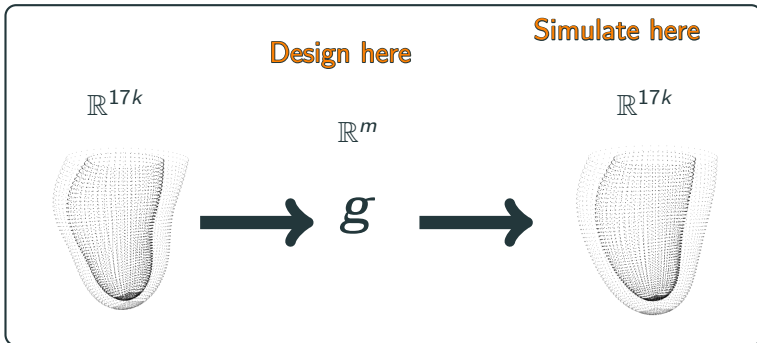 Design here
Simulate here
ℝ^{17k}
ℝ^m
ℝ^{17k}
g